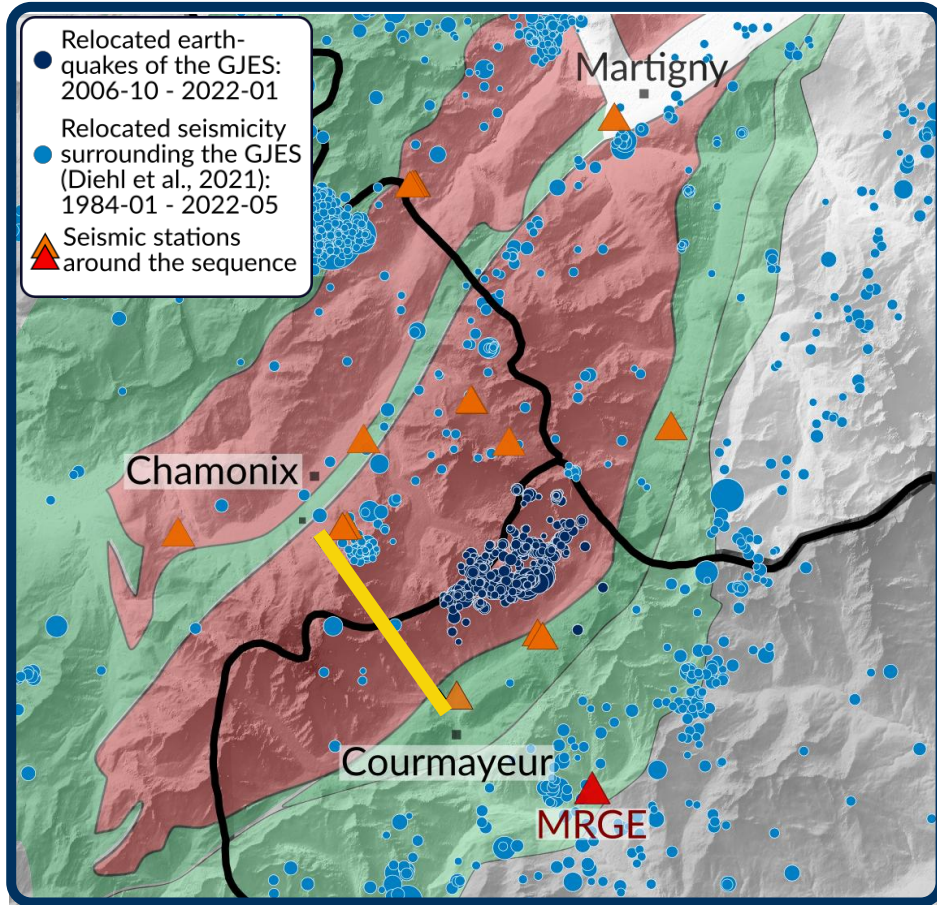 Relocated earth-
quakes of the GJES:
2006-10 - 2022-01
Relocated seismicity
surrounding the GJES
(Diehl et al., 2021):
1984-01 - 2022-05
Seismic stations
around the sequence
Martigny
Chamonix
Courmayeur
MRGE